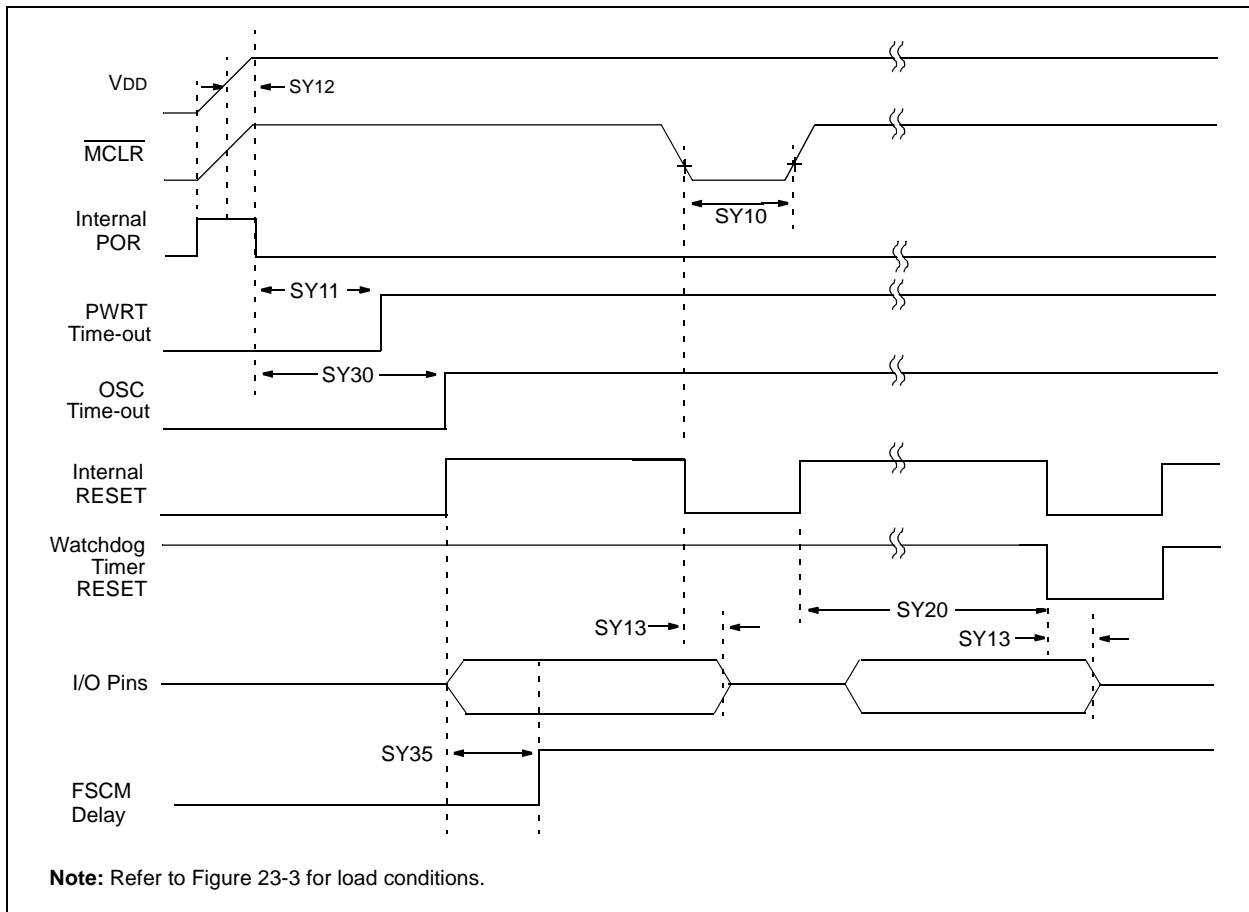 VDD
SY12
MCLR
SY10
Internal
POR
SY11
PWRT
Time-out
SY30
OSC
Time-out
Internal
RESET
Watchdog
Timer
RESET
SY20
SY13
SY13
I/O Pins
SY35
FSCM
Delay
Note: Refer to Figure 23-3 for load conditions.